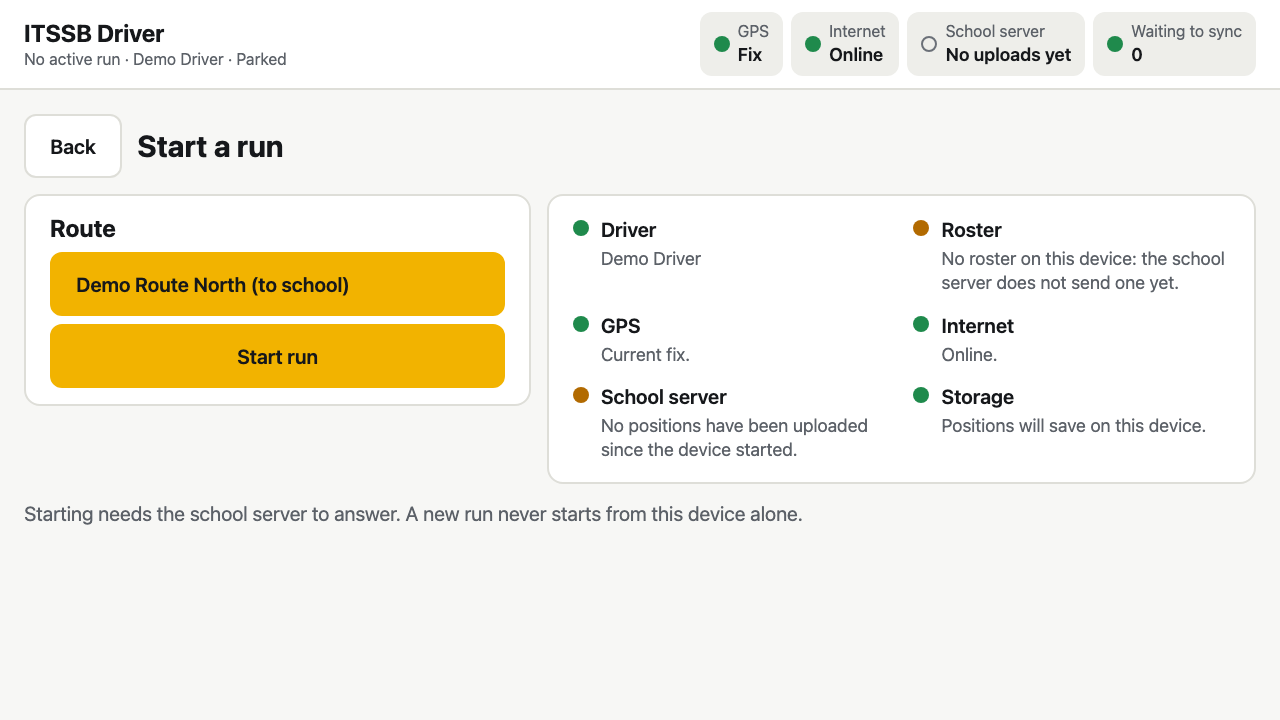 ITSSB Driver
No active run · Demo Driver · Parked
GPS
Fix
Internet
Online
School server
No uploads yet
Waiting to sync
0
Back
Start a run
Route
Demo Route North (to school)
Start run
Driver
Demo Driver
Roster
No roster on this device: the school
server does not send one yet.
GPS
Current fix.
Internet
Online.
School server
No positions have been uploaded
since the device started.
Storage
Positions will save on this device.
Starting needs the school server to answer. A new run never starts from this device alone.